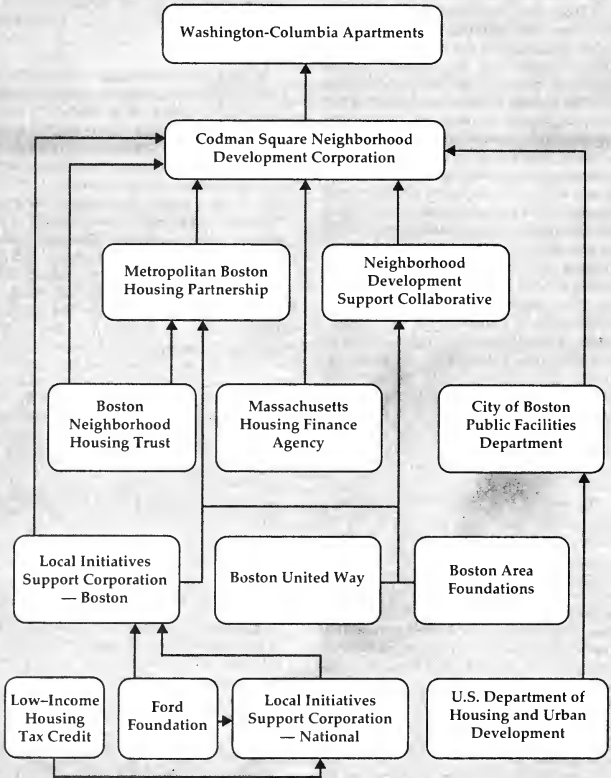 Washington-Columbia Apartments
Codman Square Neighborhood
Development Corporation
Metropolitan Boston
Housing Partnership
Neighborhood
Development
Support Collaborative
Boston
Neighborhood
Housing Trust
Massachusetts
Housing Finance
Agency
City of Boston
Public Facilities
Department
Local Initiatives
Support Corporation
— Boston
Boston United Way
Boston Area
Foundations
Low–Income
Housing
Tax Credit
Ford
Foundation
Local Initiatives
Support Corporation
— National
U.S. Department of
Housing and Urban
Development